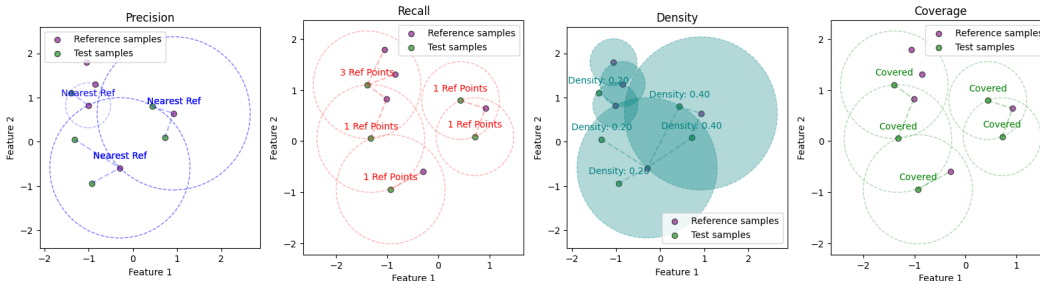 Precision
Reference samples
Test samples
Nearest Ref
Nearest Ref
Nearest Ref
Feature 2
2
1
0
−1
−2
−2
−1
0
1
2
Feature 1
Recall
Reference samples
Test samples
3 Ref Points
1 Ref Points
1 Ref Points
1 Ref Points
1 Ref Points
Feature 2
2
1
0
−1
−2
−2
−1
0
1
Feature 1
Density
Density: 0.20
Density: 0.40
Density: 0.20
Density: 0.40
Density: 0.20
Reference samples
Test samples
Feature 2
2
1
0
−1
−2
−2
−1
0
1
2
Feature 1
Coverage
Reference samples
Test samples
Covered
Covered
Covered
Covered
Covered
Feature 2
2
1
0
−1
−2
−2
−1
0
1
Feature 1